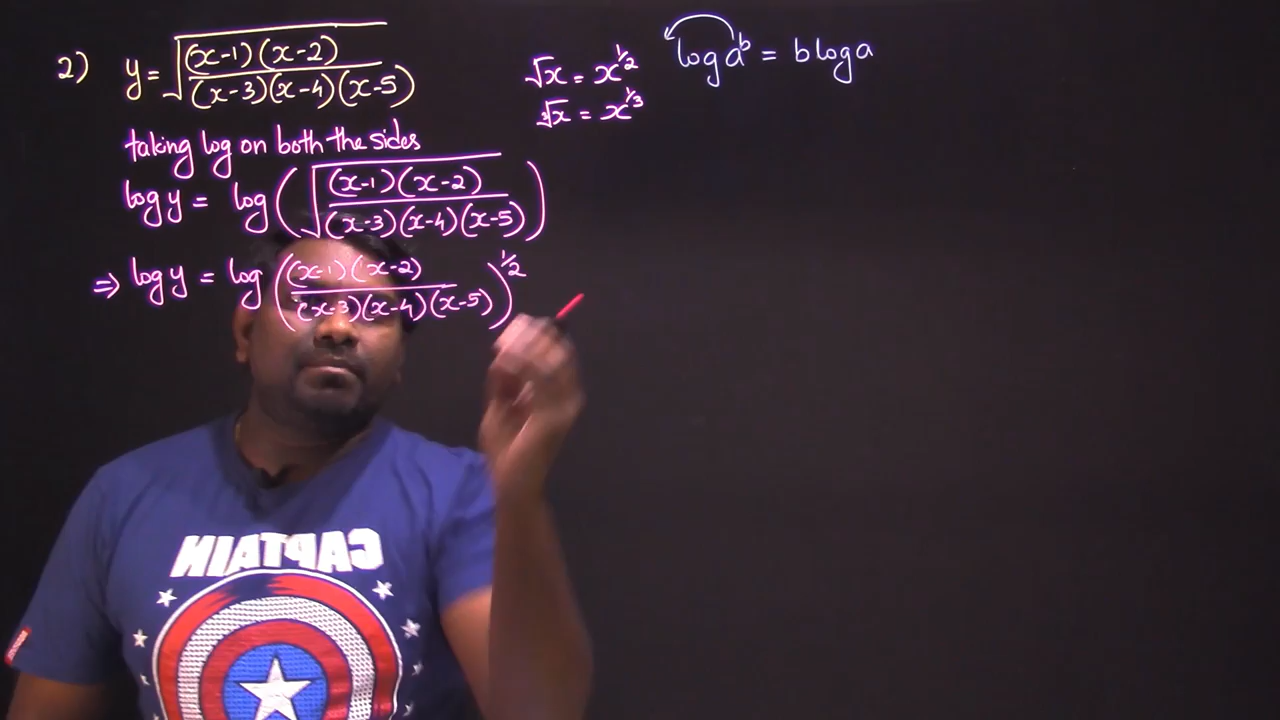 2) y = √((x-1)(x-2)/(x-3)(x-4)(x-5))
√x = x^(1/2)
∛x = x^(1/3)
log a^b = b log a
taking log on both the sides
log y = log (√((x-1)(x-2)/(x-3)(x-4)(x-5)))
⇒ log y = log ((x-1)(x-2)/(x-3)(x-4)(x-5))^(1/2)
CAPTAIN